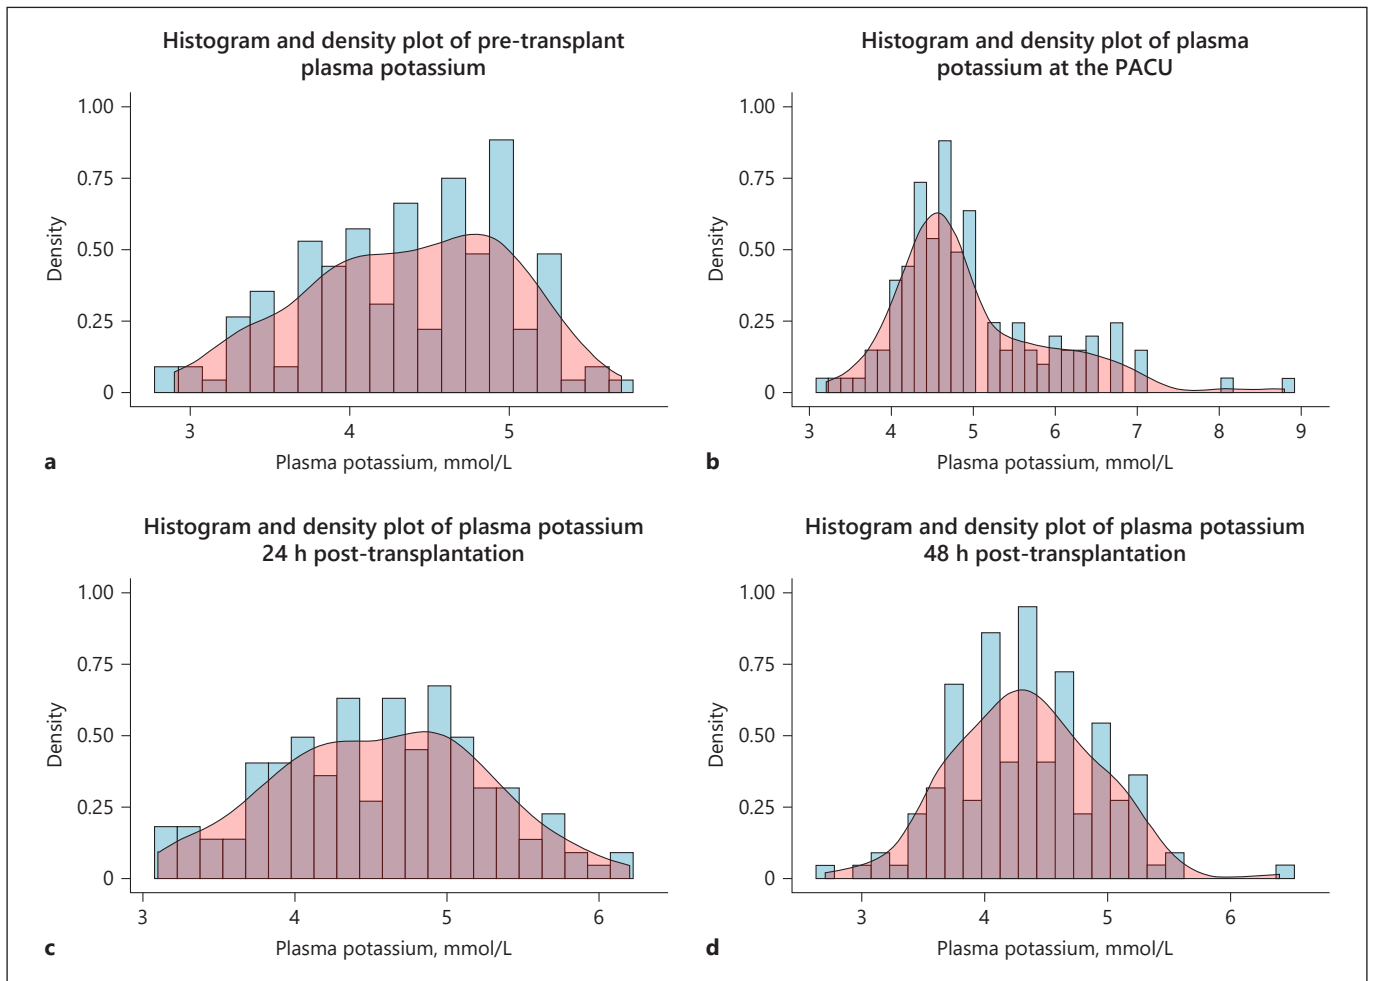 Histogram and density plot of pre-transplant
plasma potassium
1.00
0.75
0.50
0.25
0
Density
3 4 5
Plasma potassium, mmol/L
a
Histogram and density plot of plasma
potassium at the PACU
1.00
0.75
0.50
0.25
0
Density
3 4 5 6 7 8 9
Plasma potassium, mmol/L
b
Histogram and density plot of plasma potassium
24 h post-transplantation
1.00
0.75
0.50
0.25
0
Density
3 4 5 6
Plasma potassium, mmol/L
c
Histogram and density plot of plasma potassium
48 h post-transplantation
1.00
0.75
0.50
0.25
0
Density
3 4 5 6
Plasma potassium, mmol/L
d